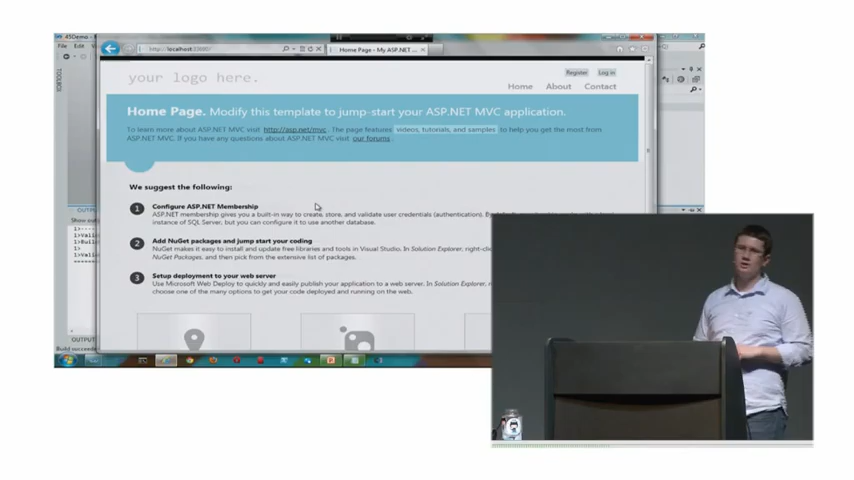 45Demo
File Edit
http://localhost
Home Page - My ASP.NET ...
TOOLBOX
your logo here.
Register Log in
Home About Contact
Home Page. Modify this template to jump-start your ASP.NET MVC application.
To learn more about ASP.NET MVC visit http://asp.net/mvc. The page features videos, tutorials, and samples to help you get the most from
ASP.NET MVC. If you have any questions about ASP.NET MVC visit our forums.
We suggest the following:
1 Configure ASP.NET Membership
ASP.NET membership gives you a built-in way to create, store, and validate user credentials (authentication).
instance of SQL Server, but you can configure it to use another database.
2 Add NuGet packages and jump start your coding
NuGet makes it easy to install and update free libraries and tools in Visual Studio. In Solution Explorer,
NuGet Packages, and then pick from the extensive list of packages.
3 Setup deployment to your web server
Use Microsoft Web Deploy to quickly and easily publish your application to a web server. In Solution Explorer,
choose one of the many options to get your code deployed and running on the web.